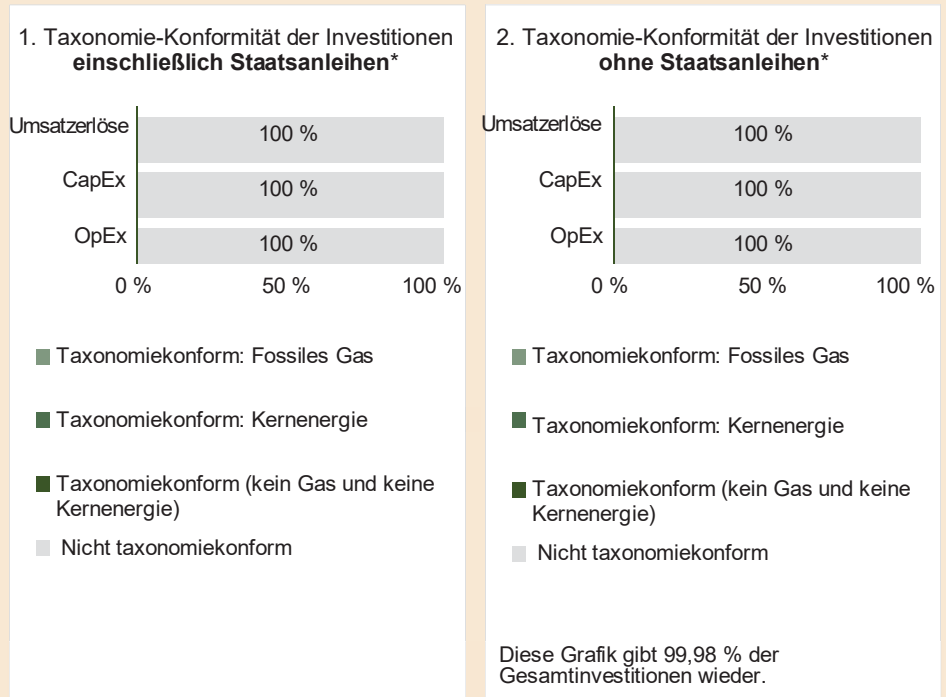 1. Taxonomie-Konformität der Investitionen
einschließlich Staatsanleihen*
Umsatzerlöse
100 %
CapEx
100 %
OpEx
100 %
0 %
50 %
100 %
Taxonomiekonform: Fossiles Gas
Taxonomiekonform: Kernenergie
Taxonomiekonform (kein Gas und keine
Kernenergie)
Nicht taxonomiekonform
2. Taxonomie-Konformität der Investitionen
ohne Staatsanleihen*
Umsatzerlöse
100 %
CapEx
100 %
OpEx
100 %
0 %
50 %
100 %
Taxonomiekonform: Fossiles Gas
Taxonomiekonform: Kernenergie
Taxonomiekonform (kein Gas und keine
Kernenergie)
Nicht taxonomiekonform
Diese Grafik gibt 99,98 % der
Gesamtinvestitionen wieder.